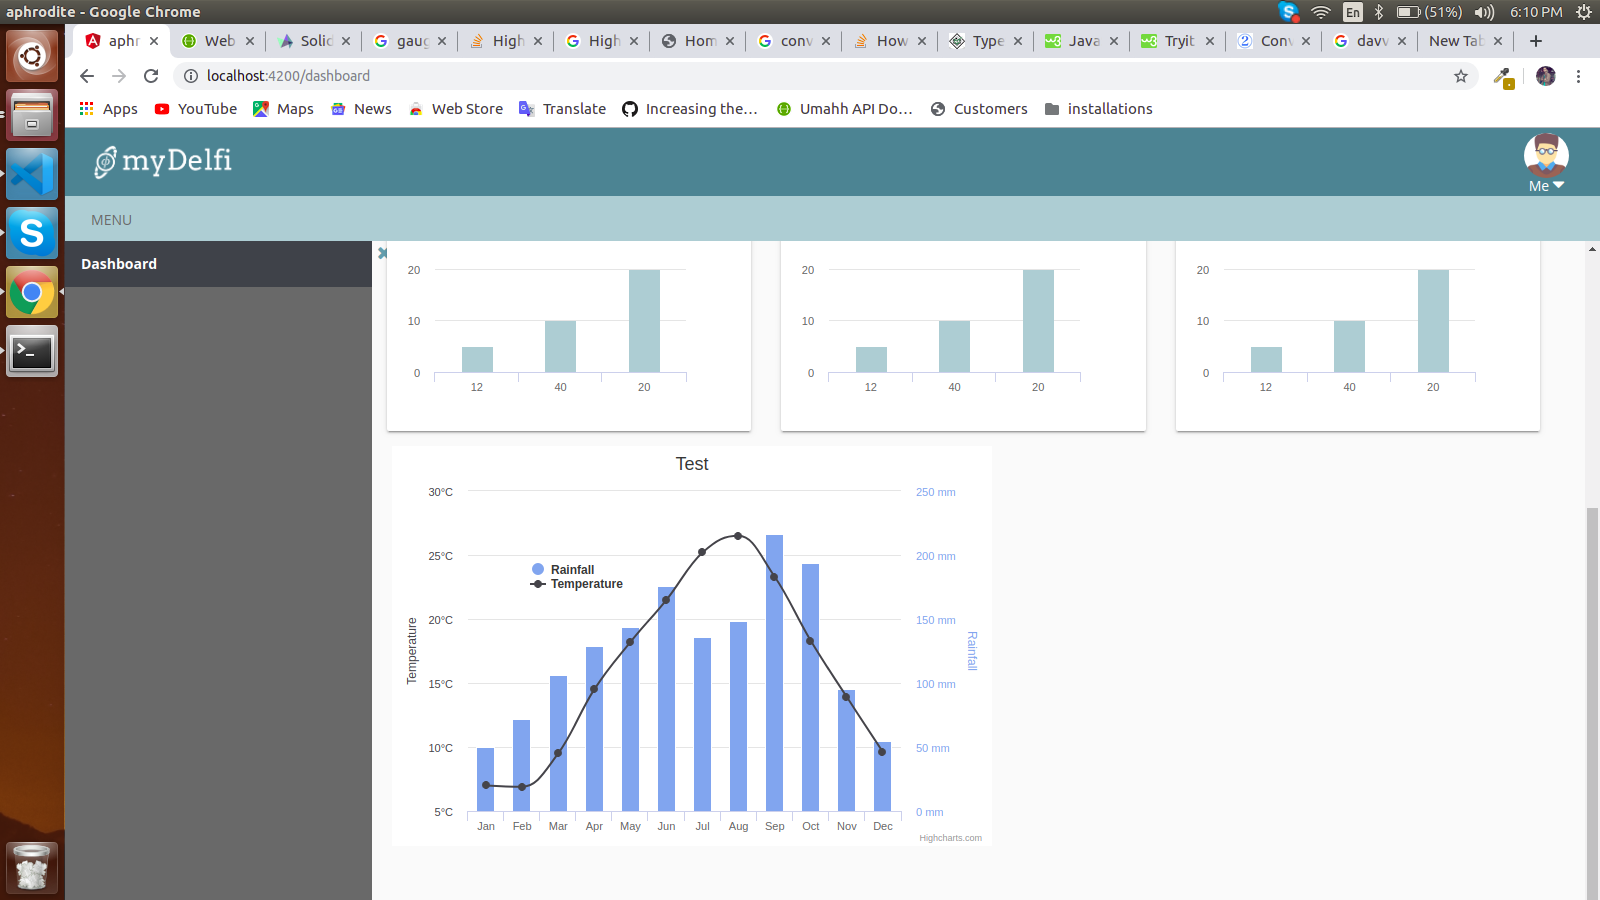 aphrodite - Google Chrome
En
(51%)
6:10 PM
aphr
Web
Solid
gaug
High
High
Hom
conv
How
Type
Java
Tryit
Conv
davv
New Tab
localhost:4200/dashboard
Apps
YouTube
Maps
News
Web Store
Translate
Increasing the...
Umahh API Do...
Customers
installations
myDelfi
Me
MENU
Dashboard
20
10
0
12 40 20
20
10
0
12 40 20
20
10
0
12 40 20
Test
30°C
25°C
20°C
15°C
10°C
5°C
Temperature
Rainfall
Temperature
250 mm
200 mm
150 mm
100 mm
50 mm
0 mm
Rainfall
Jan Feb Mar Apr May Jun Jul Aug Sep Oct Nov Dec
Highcharts.com